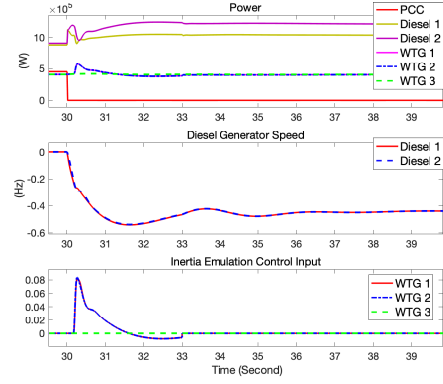 Power
×10⁵
10
5
0
(W)
PCC
Diesel 1
Diesel 2
WTG 1
WTG 2
WTG 3
30 31 32 33 34 35 36 37 38 39
Diesel Generator Speed
0
-0.2
-0.4
-0.6
(Hz)
Diesel 1
Diesel 2
30 31 32 33 34 35 36 37 38 39
Inertia Emulation Control Input
0.08
0.06
0.04
0.02
0
WTG 1
WTG 2
WTG 3
30 31 32 33 34 35 36 37 38 39
Time (Second)